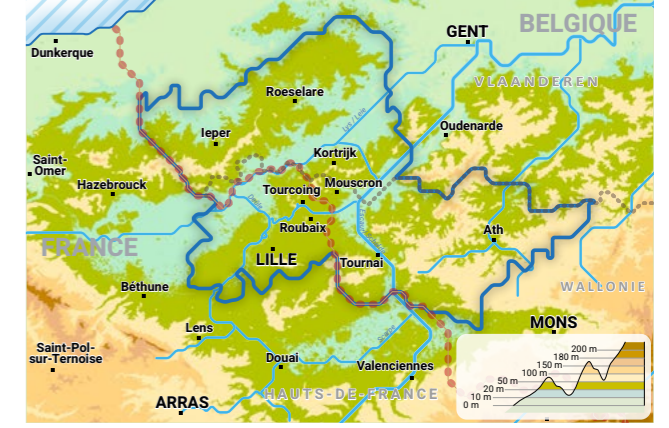 Dunkerque
GENT
BELGIQUE
VLAANDEREN
Roeselare
Lys / Leie
Ieper
Oudenarde
Kortrijk
Saint-
Omer
Hazebrouck
Tourcoing
Mouscron
Roubaix
Ath
FRANCE
LILLE
Tournai
Béthune
WALLONIE
MONS
Lens
Saint-Pol-
sur-Ternoise
Douai
Valenciennes
HAUTS-DE-FRANCE
ARRAS
200 m
180 m
150 m
100 m
50 m
20 m
10 m
0 m